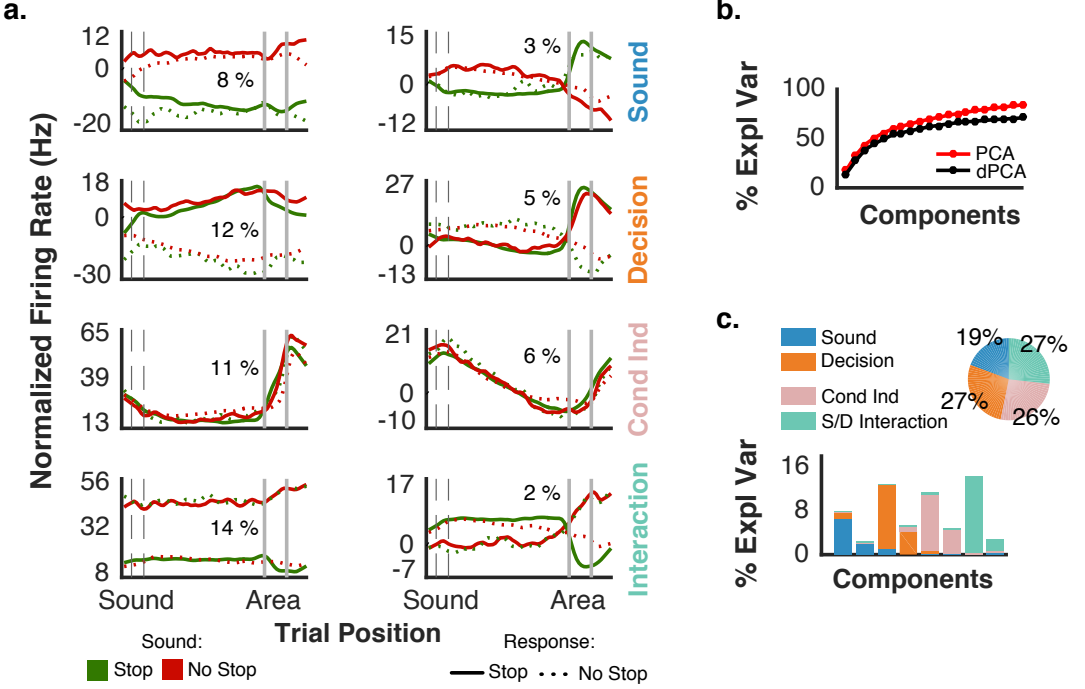 a.
Normalized Firing Rate (Hz)
12
0
-20
8 %
15
0
-12
3 %
Sound
18
0
-30
12 %
27
0
-13
5 %
Decision
65
39
13
11 %
21
0
-10
6 %
Cond Ind
56
32
8
14 %
17
0
-7
2 %
Interaction
Sound Area
Sound Area
Trial Position
Sound:
Stop No Stop
Response:
Stop No Stop
b.
% Expl Var
100
50
0
PCA
dPCA
Components
c.
Sound
Decision
Cond Ind
S/D Interaction
19% 27%
27% 26%
% Expl Var
16
8
0
Components